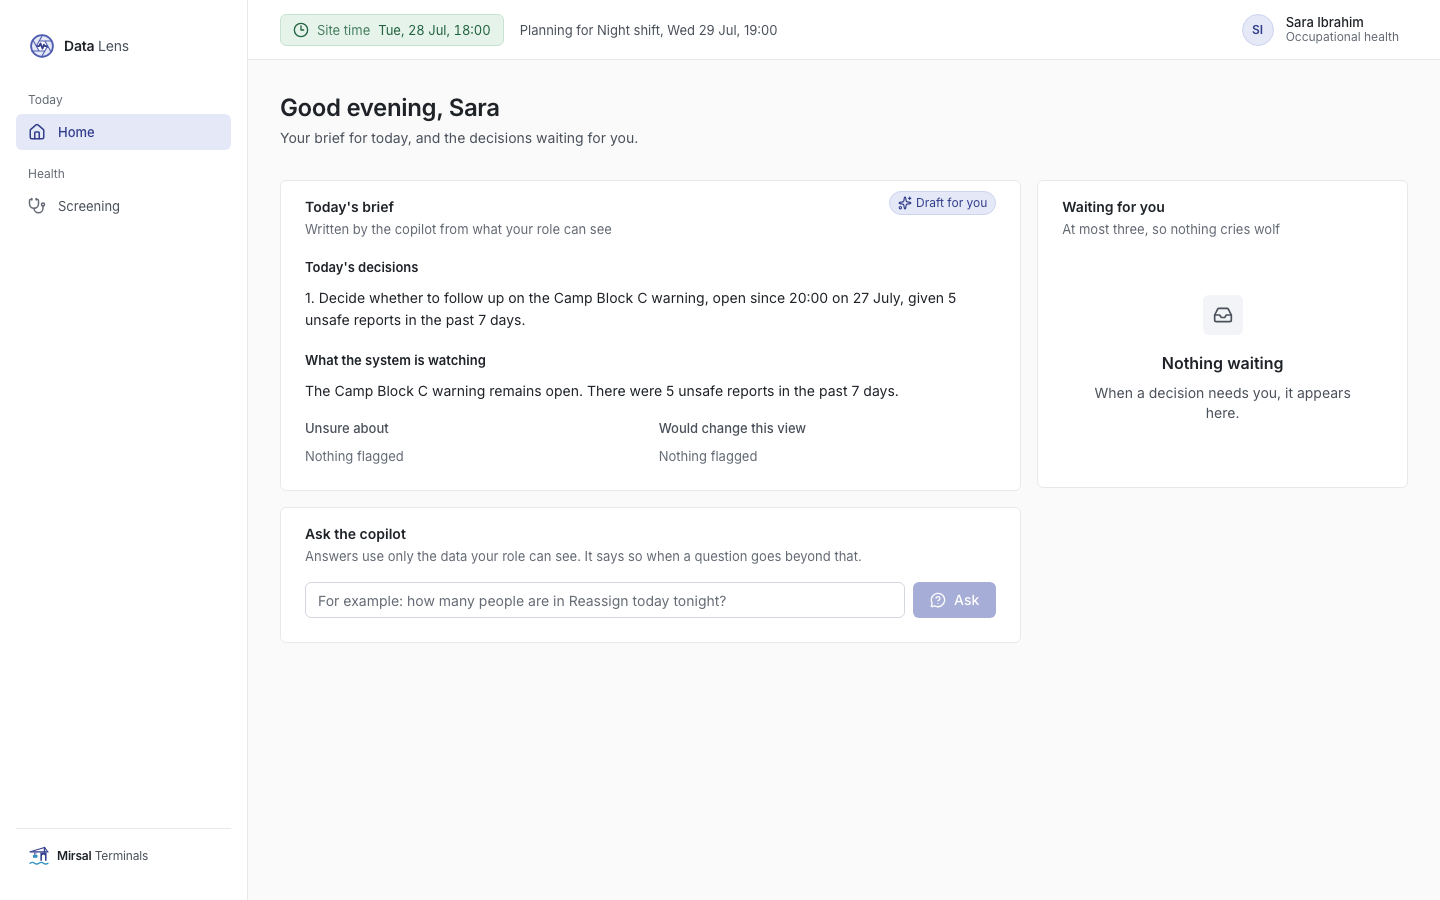 Data Lens
Today
Home
Health
Screening
Mirsal Terminals
Site time Tue, 28 Jul, 18:00
Planning for Night shift, Wed 29 Jul, 19:00
SI
Sara Ibrahim
Occupational health
Good evening, Sara
Your brief for today, and the decisions waiting for you.
Today's brief
Draft for you
Written by the copilot from what your role can see
Today's decisions
1. Decide whether to follow up on the Camp Block C warning, open since 20:00 on 27 July, given 5
unsafe reports in the past 7 days.
What the system is watching
The Camp Block C warning remains open. There were 5 unsafe reports in the past 7 days.
Unsure about
Nothing flagged
Would change this view
Nothing flagged
Waiting for you
At most three, so nothing cries wolf
Nothing waiting
When a decision needs you, it appears
here.
Ask the copilot
Answers use only the data your role can see. It says so when a question goes beyond that.
For example: how many people are in Reassign today tonight?
Ask